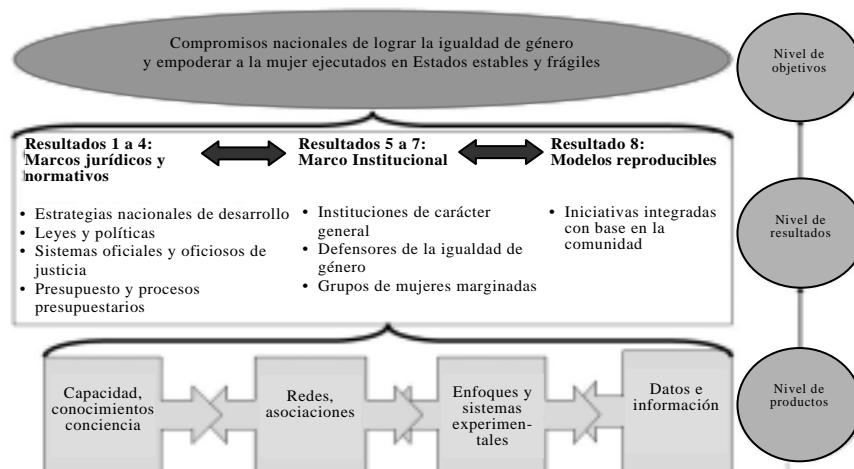 Compromisos nacionales de lograr la igualdad de género
y empoderar a la mujer ejecutados en Estados estables y frágiles
Nivel de
objetivos
Resultados 1 a 4:
Marcos jurídicos y
normativos
Resultados 5 a 7:
Marco Institucional
Resultado 8:
Modelos reproducibles
• Estrategias nacionales de desarrollo
• Leyes y políticas
• Sistemas oficiales y oficiosos de
justicia
• Presupuesto y procesos
presupuestarios
• Instituciones de carácter
general
• Defensores de la igualdad de
género
• Grupos de mujeres marginadas
• Iniciativas integradas
con base en la
comunidad
Nivel de
resultados
Capacidad,
conocimientos
conciencia
Redes,
asociaciones
Enfoques y
sistemas
experimen-
tales
Datos e
información
Nivel de
productos